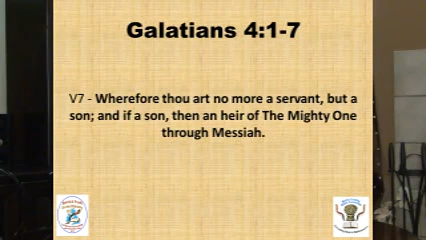 Galatians 4:1-7
V7 - Wherefore thou art no more a servant, but a
son; and if a son, then an heir of The Mighty One
through Messiah.